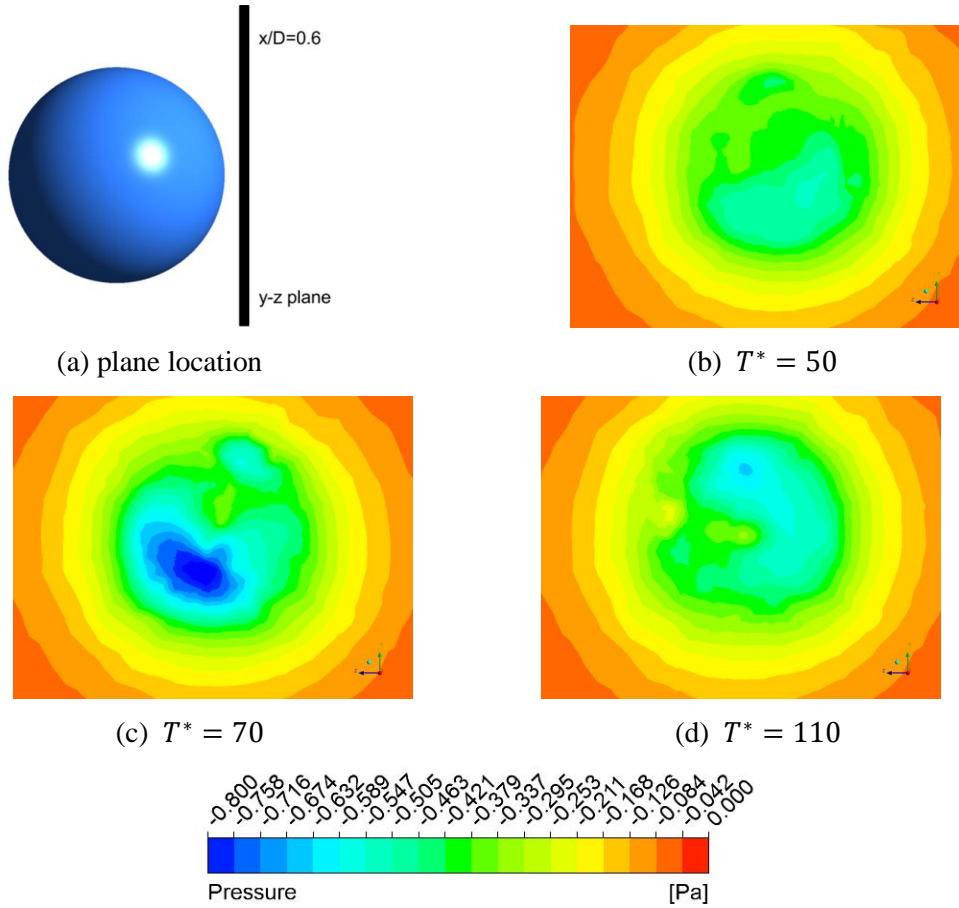 x/D=0.6
y-z plane
(a) plane location
(b) T* = 50
(c) T* = 70
(d) T* = 110
-0.800
-0.758
-0.716
-0.674
-0.632
-0.589
-0.547
-0.505
-0.463
-0.421
-0.379
-0.337
-0.295
-0.253
-0.211
-0.168
-0.126
-0.084
-0.042
0.000
Pressure [Pa]